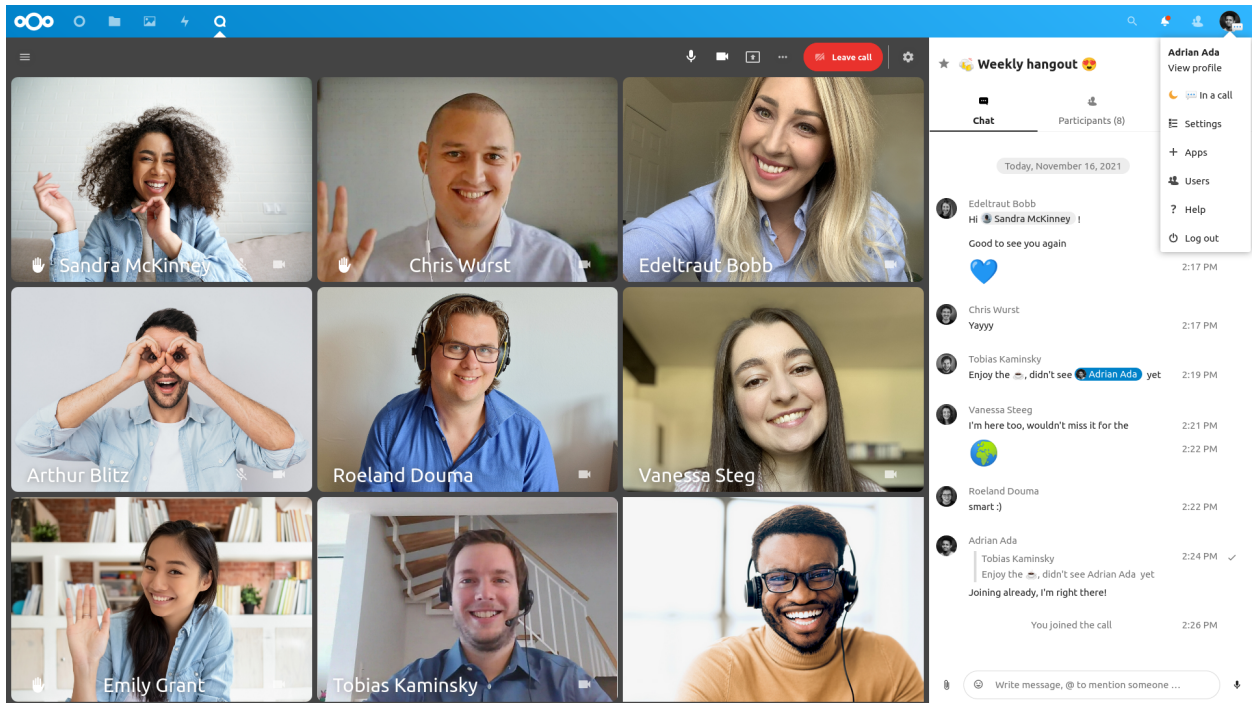 Leave call
Sandra McKinney
Chris Wurst
Edeltraut Bobb
Arthur Blitz
Roeland Douma
Vanessa Steg
Emily Grant
Tobias Kaminsky
Weekly hangout
Chat
Participants (8)
Today, November 16, 2021
Edeltraut Bobb
Hi Sandra McKinney !
Good to see you again
2:17 PM
Chris Wurst
Yayyy 2:17 PM
Tobias Kaminsky
Enjoy the ☕, didn't see Adrian Ada yet 2:19 PM
Vanessa Steeg
I'm here too, wouldn't miss it for the 2:21 PM
2:22 PM
Roeland Douma
smart :) 2:22 PM
Adrian Ada
Tobias Kaminsky 2:24 PM
Enjoy the ☕, didn't see Adrian Ada yet
Joining already, I'm right there!
You joined the call 2:26 PM
Write message, @ to mention someone ...
Adrian Ada
View profile
In a call
Settings
Apps
Users
Help
Log out